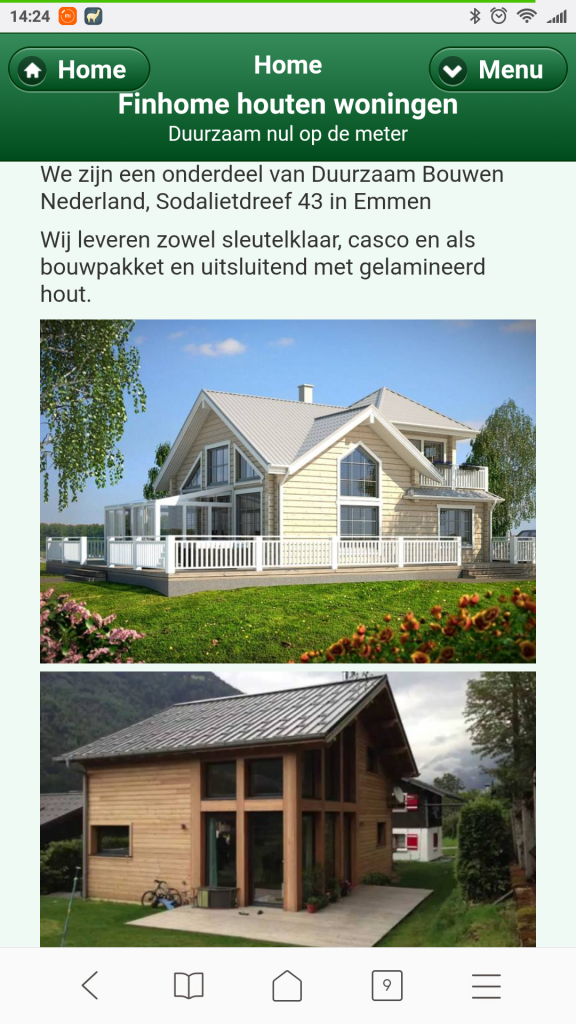 14:24
Home
Home
Menu
Finhome houten woningen
Duurzaam nul op de meter
We zijn een onderdeel van Duurzaam Bouwen
Nederland, Sodalietdreef 43 in Emmen
Wij leveren zowel sleutelklaar, casco en als
bouwpakket en uitsluitend met gelamineerd
hout.
9